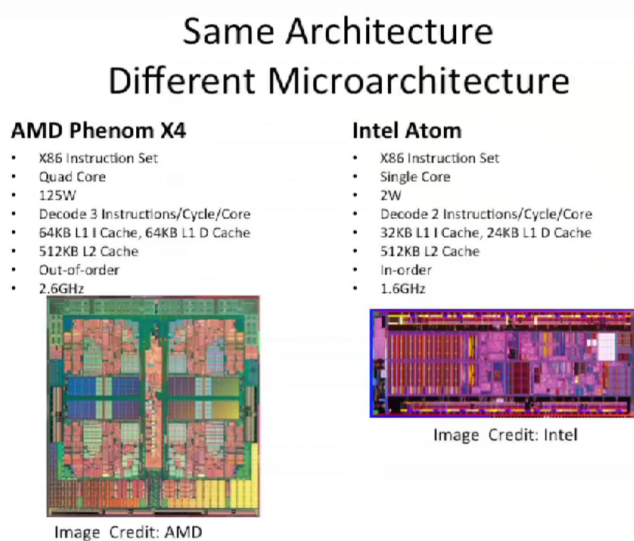 Same Architecture
Different Microarchitecture
AMD Phenom X4
• X86 Instruction Set
• Quad Core
• 125W
• Decode 3 Instructions/Cycle/Core
• 64KB L1 I Cache, 64KB L1 D Cache
• 512KB L2 Cache
• Out-of-order
• 2.6GHz
Image Credit: AMD
Intel Atom
• X86 Instruction Set
• Single Core
• 2W
• Decode 2 Instructions/Cycle/Core
• 32KB L1 I Cache, 24KB L1 D Cache
• 512KB L2 Cache
• In-order
• 1.6GHz
Image Credit: Intel